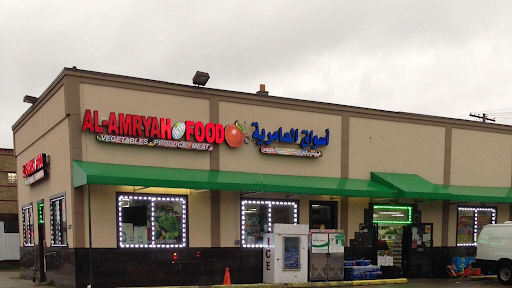 AL-AMRYAH FOOD
VEGETABLES PRODUCE MEAT
أسواق العامرية
ICE